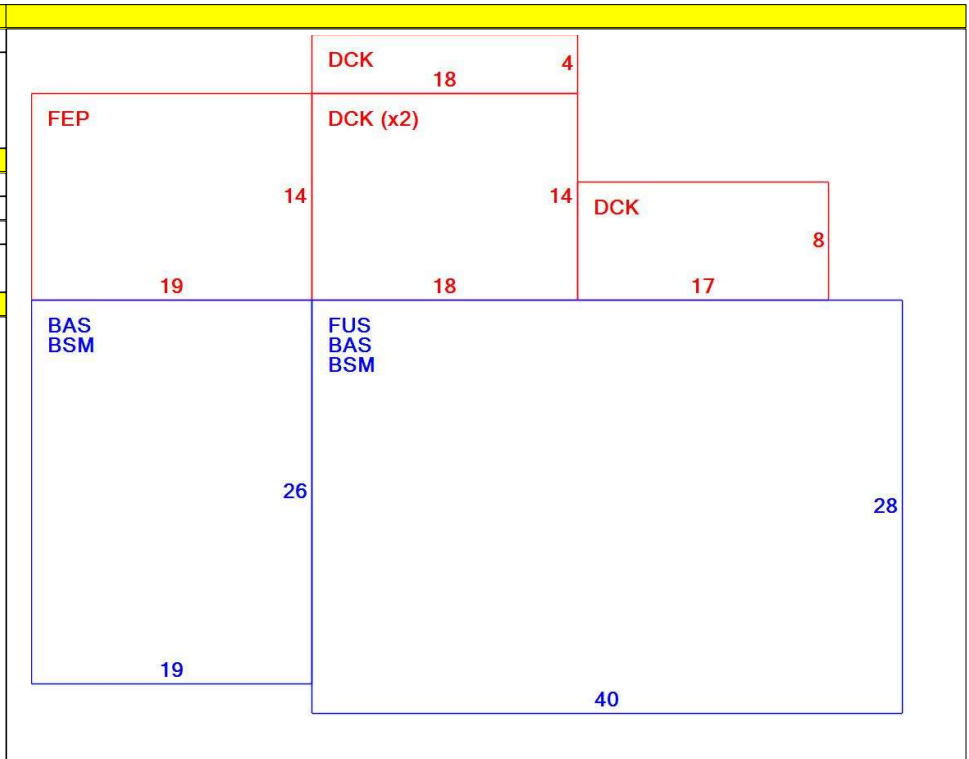 DCK 4
18
FEP DCK (x2)
14 14 DCK
8
19 18 17
BAS FUS
BSM BAS
BSM
26 28
19
40